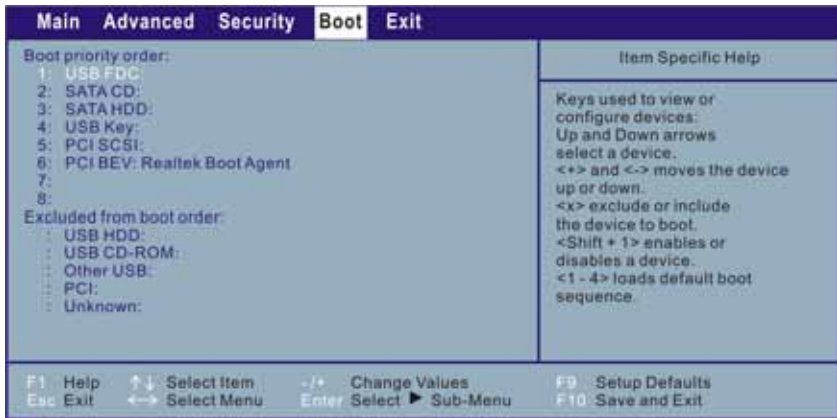 Main Advanced Security Boot Exit
Boot priority order:
1: USB FDC:
2: SATA CD:
3: SATA HDD:
4: USB Key:
5: PCI SCSI:
6: PCI BEV: Realtek Boot Agent
7:
8:
Excluded from boot order:
: USB HDD:
: USB CD-ROM:
: Other USB:
: PCI:
: Unknown:
Item Specific Help
Keys used to view or
configure devices:
Up and Down arrows
select a device.
<+> and <-> moves the device
up or down.
<x> exclude or include
the device to boot.
<Shift + 1> enables or
disables a device.
<1 - 4> loads default boot
sequence.
F1 Help ↑↓ Select Item -/+ Change Values F9 Setup Defaults
Esc Exit ←→ Select Menu Enter Select ▶ Sub-Menu F10 Save and Exit